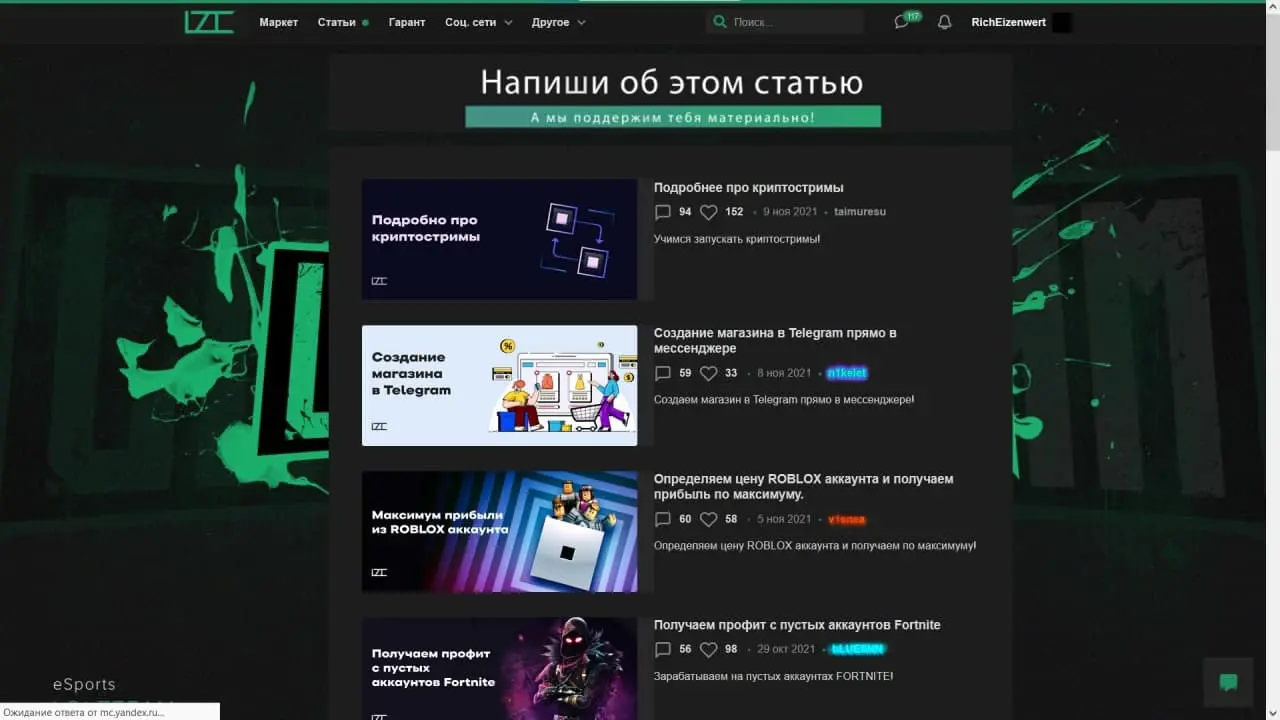 LZT
Маркет
Статьи
Гарант
Соц. сети
Другое
Поиск...
117
RichEizenwert
Напиши об этом статью
А мы поддержим тебя материально!
Подробно про
криптостримы
LZT
Подробнее про криптостримы
94 152 • 9 ноя 2021 • taimuresu
Учимся запускать криптостримы!
Создание
магазина
в Telegram
LZT
Создание магазина в Telegram прямо в
мессенджере
59 33 • 8 ноя 2021 • n1kelet
Создаем магазин в Telegram прямо в мессенджере!
Максимум прибыли
из ROBLOX аккаунта
LZT
Определяем цену ROBLOX аккаунта и получаем
прибыль по максимуму.
60 58 • 5 ноя 2021 •
Определяем цену ROBLOX аккаунта и получаем по максимуму!
Получаем профит
с пустых
аккаунтов Fortnite
LZT
Получаем профит с пустых аккаунтов Fortnite
56 98 • 29 окт 2021 •
Зарабатываем на пустых аккаунтах FORTNITE!
eSports
Ожидание ответа от mc.yandex.ru...